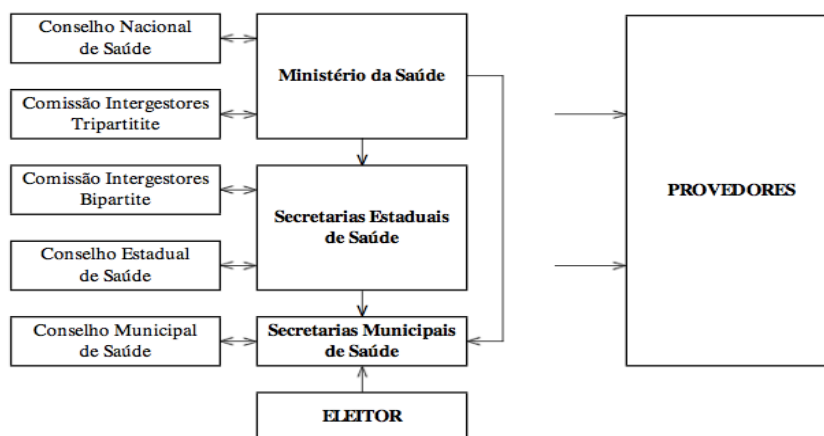 Conselho Nacional
de Saúde
Ministério da Saúde
Comissão Intergestores
Tripartitite
Comissão Intergestores
Bipartite
Secretarias Estaduais
de Saúde
Conselho Estadual
de Saúde
Conselho Municipal
de Saúde
Secretarias Municipais
de Saúde
ELEITOR
PROVEDORES